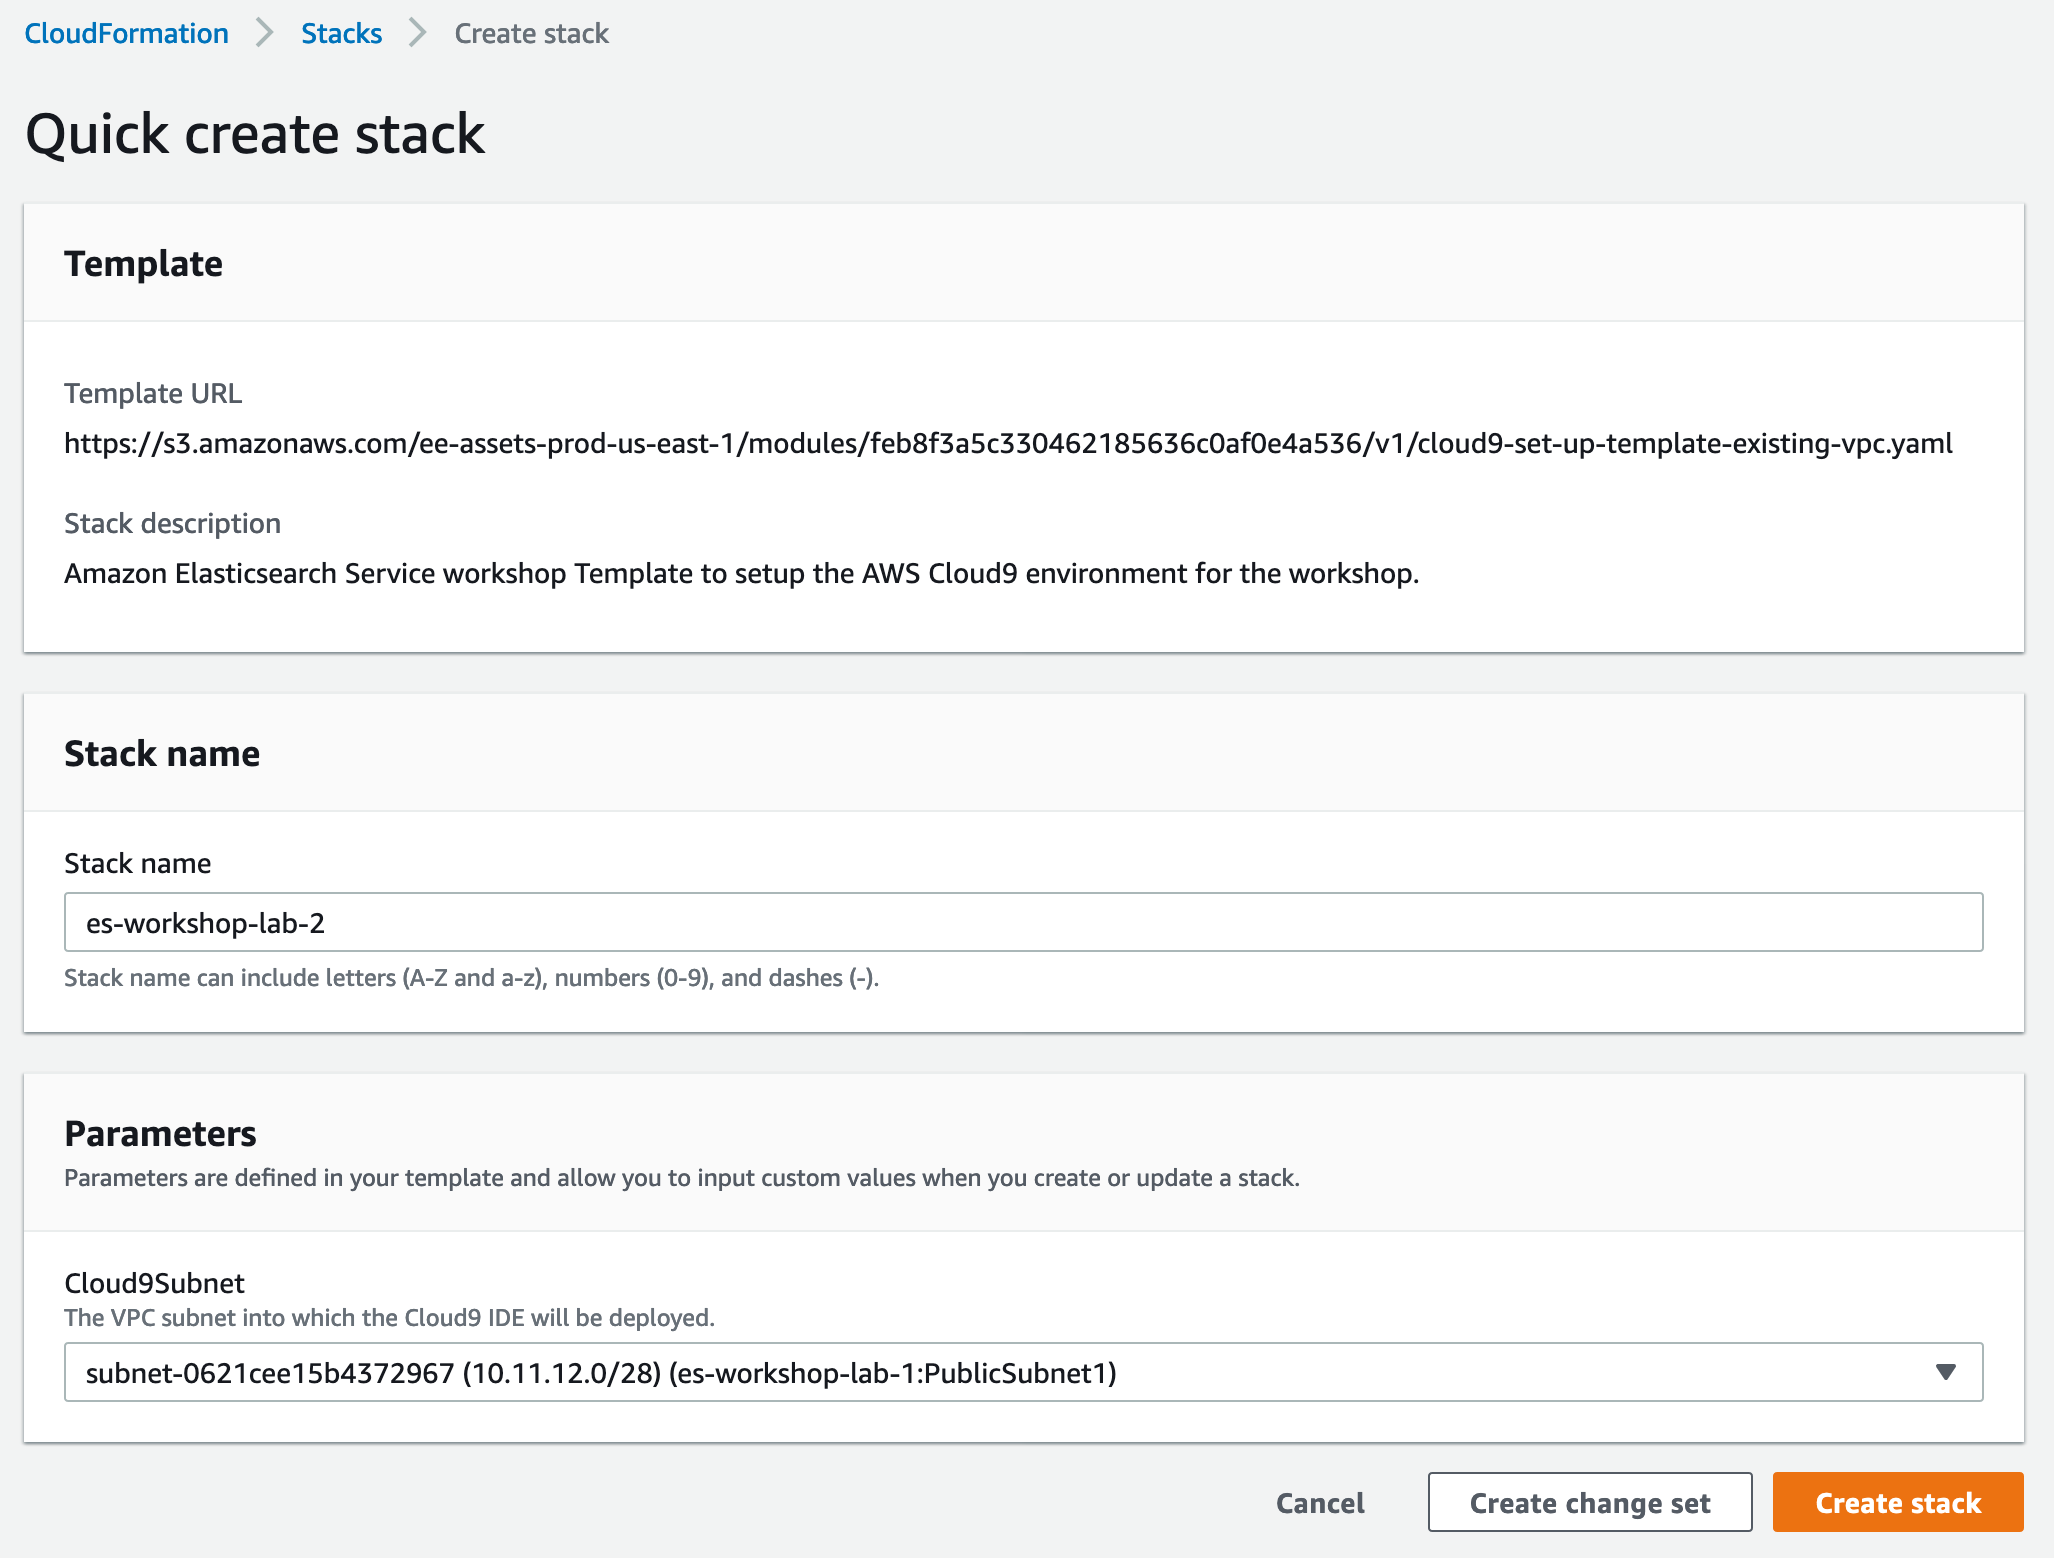 CloudFormation > Stacks > Create stack
Quick create stack
Template
Template URL
https://s3.amazonaws.com/ee-assets-prod-us-east-1/modules/feb8f3a5c330462185636c0af0e4a536/v1/cloud9-set-up-template-existing-vpc.yaml
Stack description
Amazon Elasticsearch Service workshop Template to setup the AWS Cloud9 environment for the workshop.
Stack name
Stack name
es-workshop-lab-2
Stack name can include letters (A-Z and a-z), numbers (0-9), and dashes (-).
Parameters
Parameters are defined in your template and allow you to input custom values when you create or update a stack.
Cloud9Subnet
The VPC subnet into which the Cloud9 IDE will be deployed.
subnet-0621cee15b4372967 (10.11.12.0/28) (es-workshop-lab-1:PublicSubnet1)
Cancel Create change set Create stack